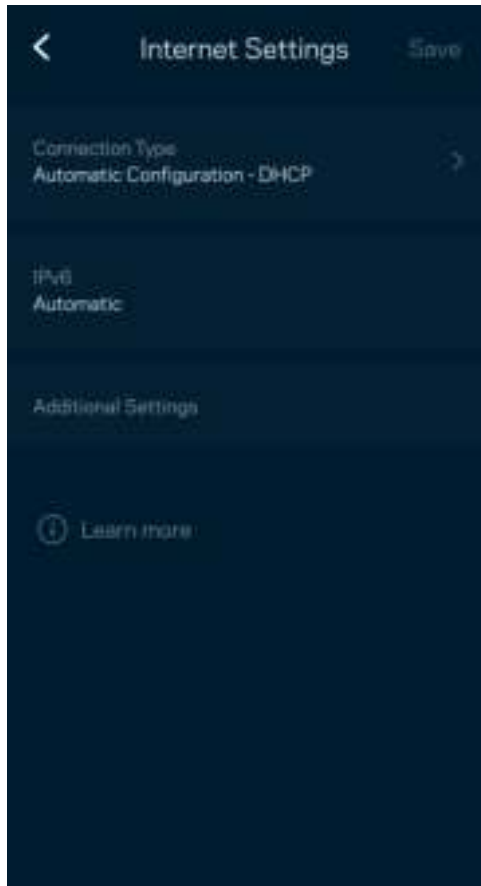 Internet Settings
Save
Connection Type
Automatic Configuration - DHCP
IPv6
Automatic
Additional Settings
Learn more